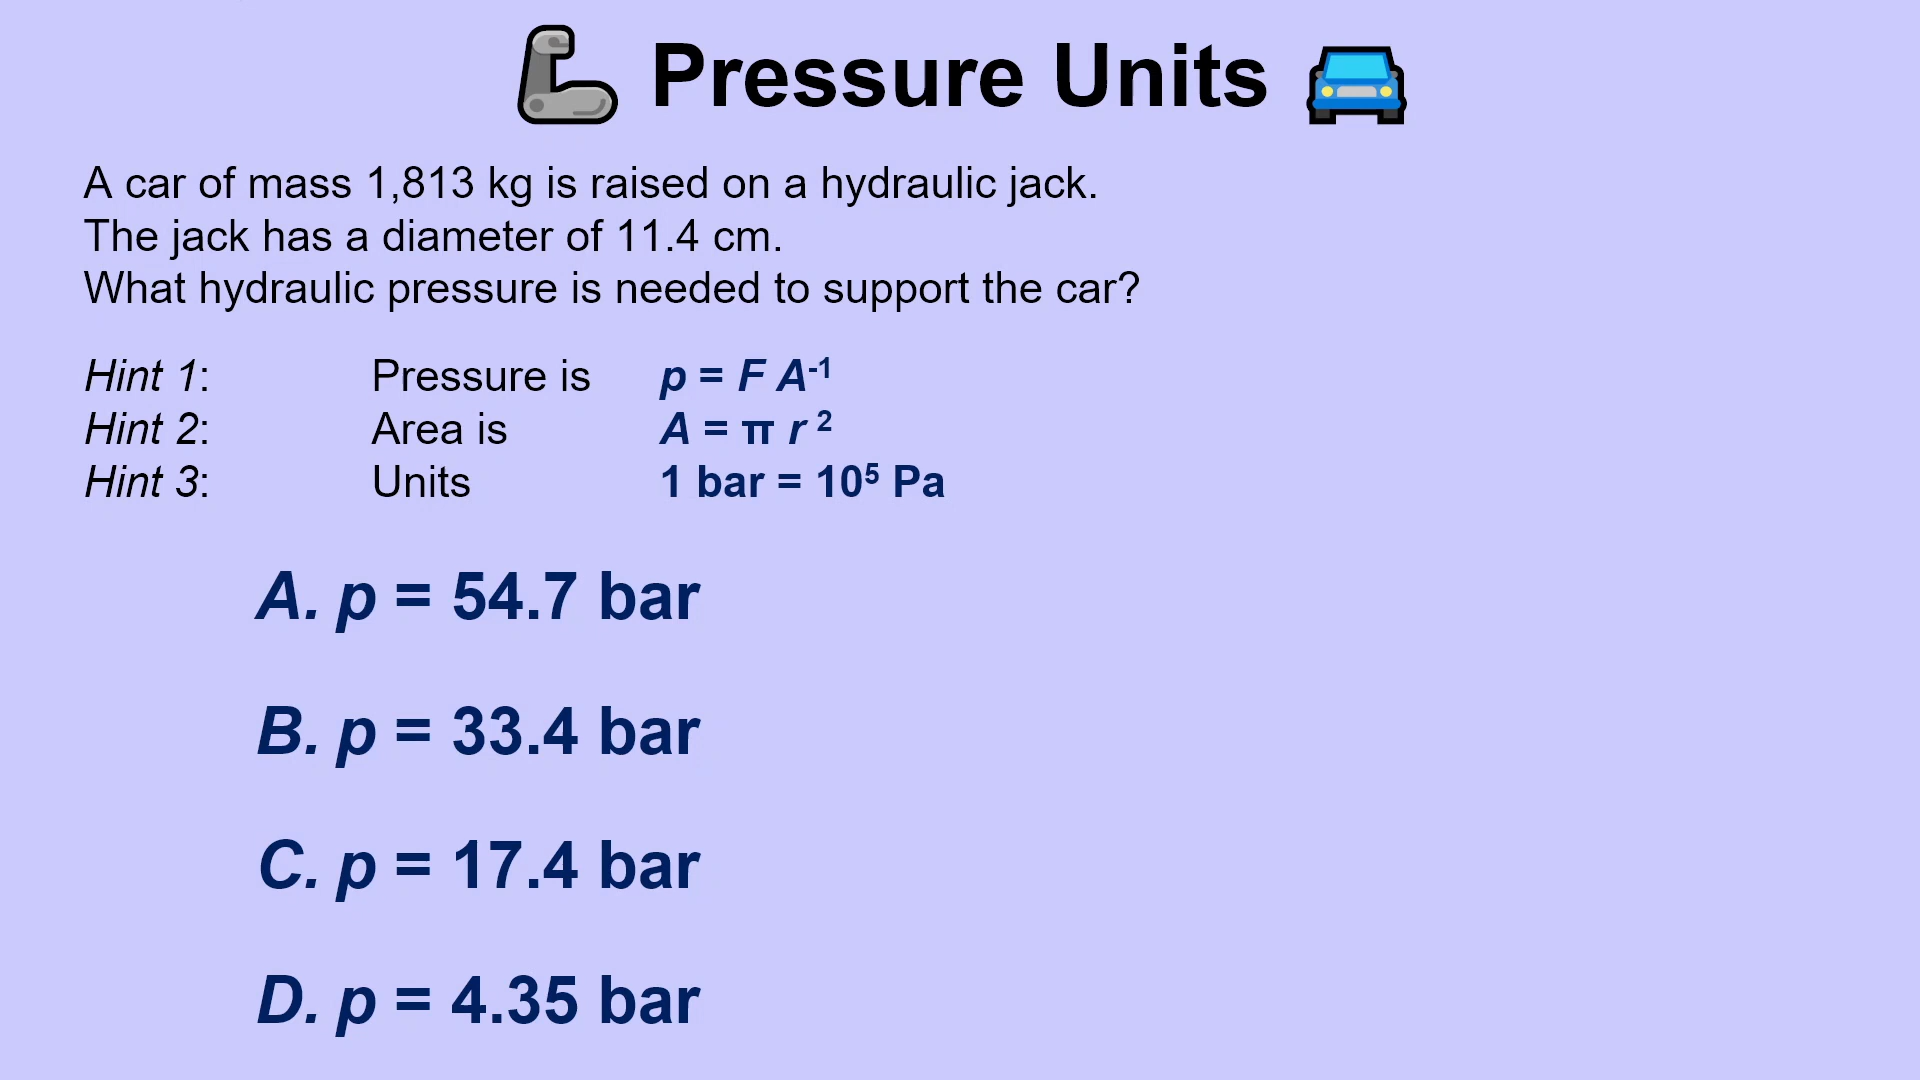 Pressure Units
A car of mass 1,813 kg is raised on a hydraulic jack.
The jack has a diameter of 11.4 cm.
What hydraulic pressure is needed to support the car?
Hint 1: Pressure is p = F A⁻¹
Hint 2: Area is A = π r ²
Hint 3: Units 1 bar = 10⁵ Pa
A. p = 54.7 bar
B. p = 33.4 bar
C. p = 17.4 bar
D. p = 4.35 bar